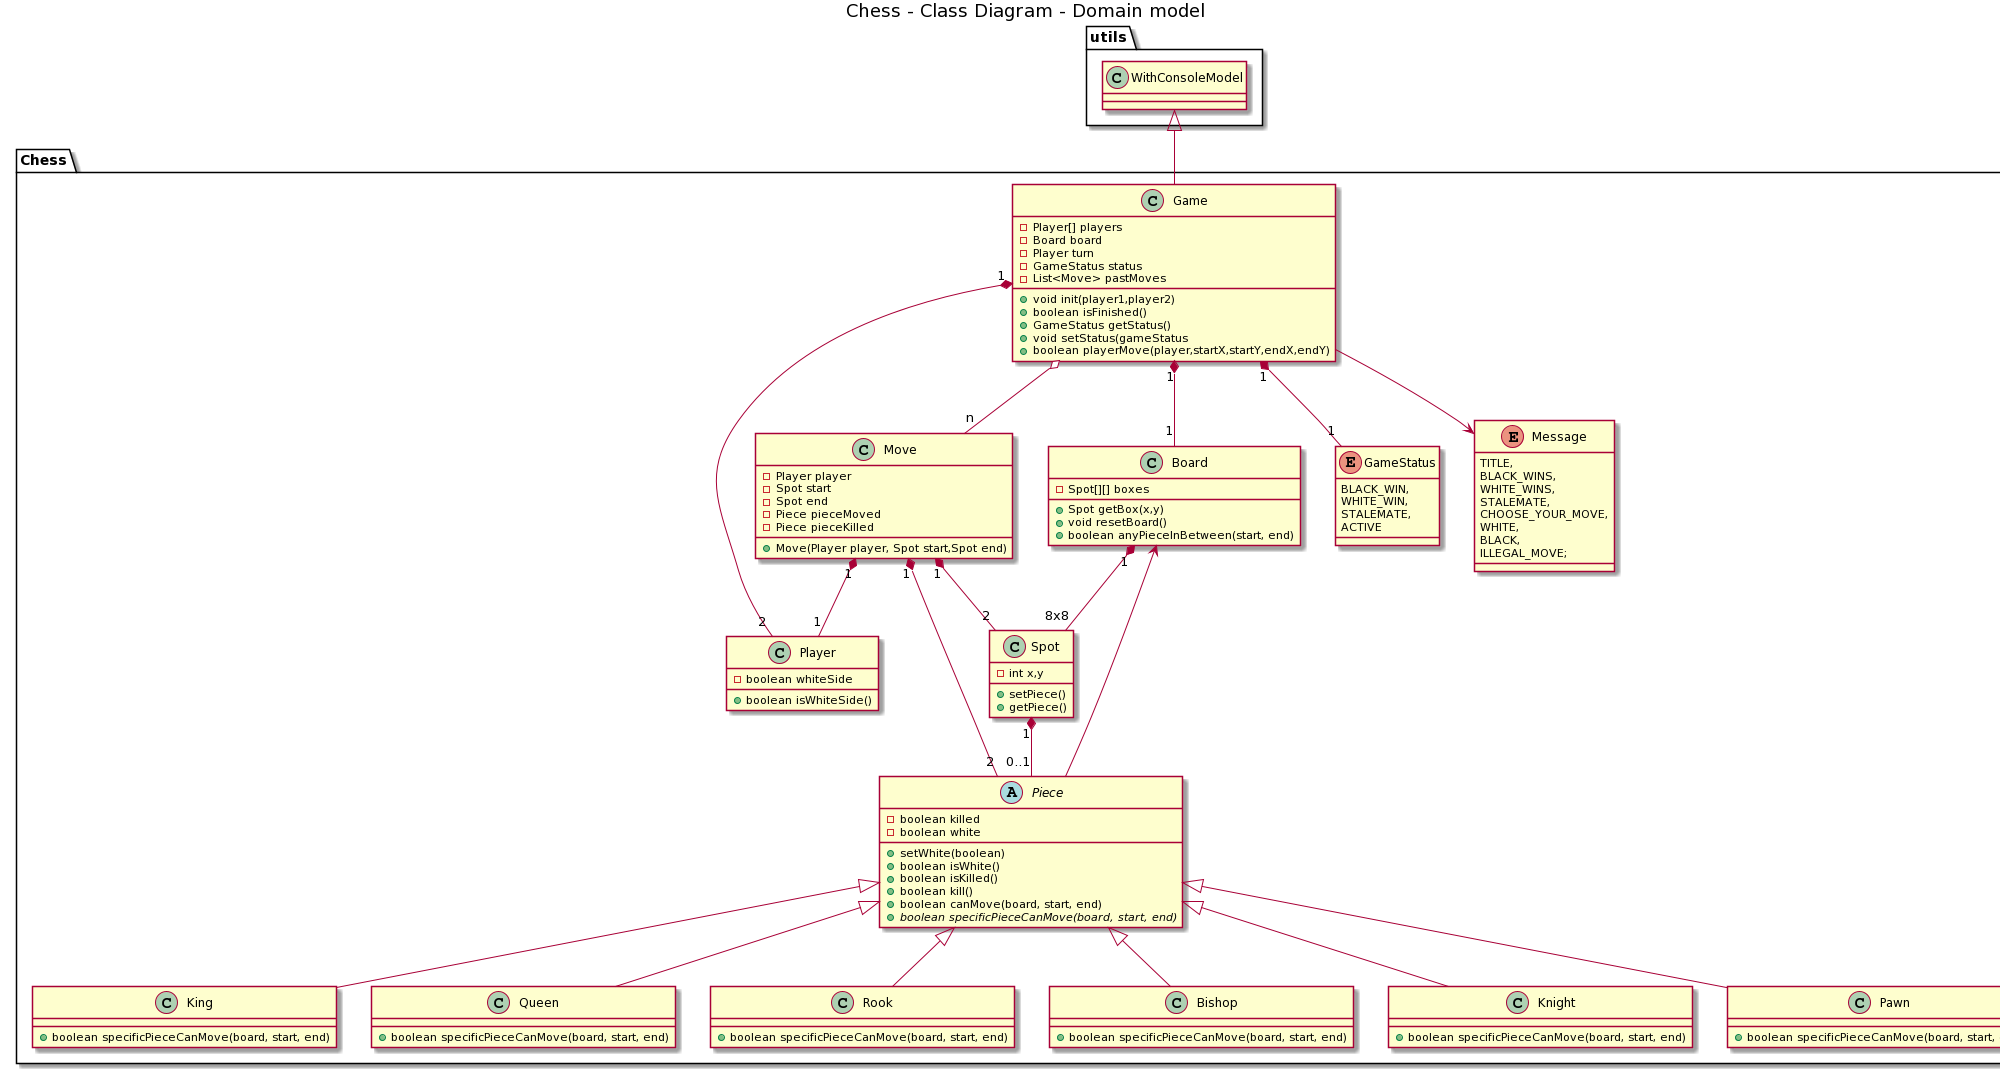 Chess - Class Diagram - Domain model
utils
C WithConsoleModel
Chess
C Game
Player[] players
Board board
Player turn
GameStatus status
List<Move> pastMoves
void init(player1,player2)
boolean isFinished()
GameStatus getStatus()
void setStatus(gameStatus
boolean playerMove(player,startX,startY,endX,endY)
1
1
1
n
1
1
C Move
Player player
Spot start
Spot end
Piece pieceMoved
Piece pieceKilled
Move(Player player, Spot start,Spot end)
C Board
Spot[][] boxes
Spot getBox(x,y)
void resetBoard()
boolean anyPieceInBetween(start, end)
E GameStatus
BLACK_WIN,
WHITE_WIN,
STALEMATE,
ACTIVE
E Message
TITLE,
BLACK_WINS,
WHITE_WINS,
STALEMATE,
CHOOSE_YOUR_MOVE,
WHITE,
BLACK,
ILLEGAL_MOVE;
1
1
1
1
2
1
2
8x8
C Player
boolean whiteSide
boolean isWhiteSide()
C Spot
int x,y
setPiece()
getPiece()
1
2
0..1
A Piece
boolean killed
boolean white
setWhite(boolean)
boolean isWhite()
boolean isKilled()
boolean kill()
boolean canMove(board, start, end)
boolean specificPieceCanMove(board, start, end)
C King
boolean specificPieceCanMove(board, start, end)
C Queen
boolean specificPieceCanMove(board, start, end)
C Rook
boolean specificPieceCanMove(board, start, end)
C Bishop
boolean specificPieceCanMove(board, start, end)
C Knight
boolean specificPieceCanMove(board, start, end)
C Pawn
boolean specificPieceCanMove(board, start,